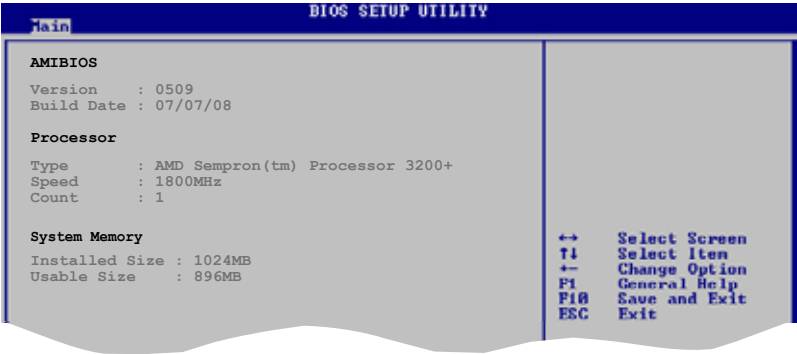 BIOS SETUP UTILITY
Main
AMIBIOS
Version : 0509
Build Date : 07/07/08
Processor
Type : AMD Sempron(tm) Processor 3200+
Speed : 1800MHz
Count : 1
System Memory
Installed Size : 1024MB
Usable Size : 896MB
←→ Select Screen
↑↓ Select Item
+- Change Option
F1 General Help
F10 Save and Exit
ESC Exit